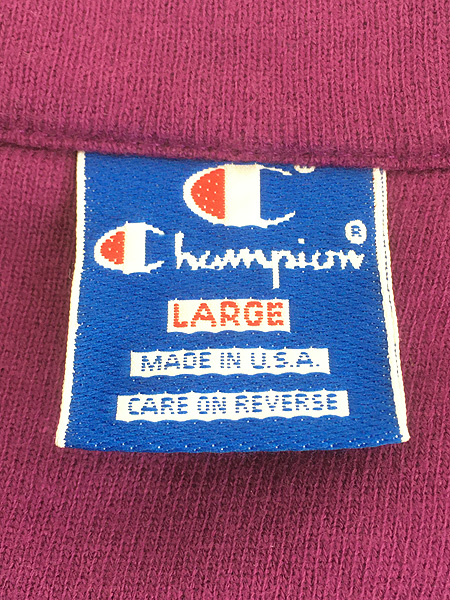 C®
Champion®
LARGE
MADE IN U.S.A.
CARE ON REVERSE